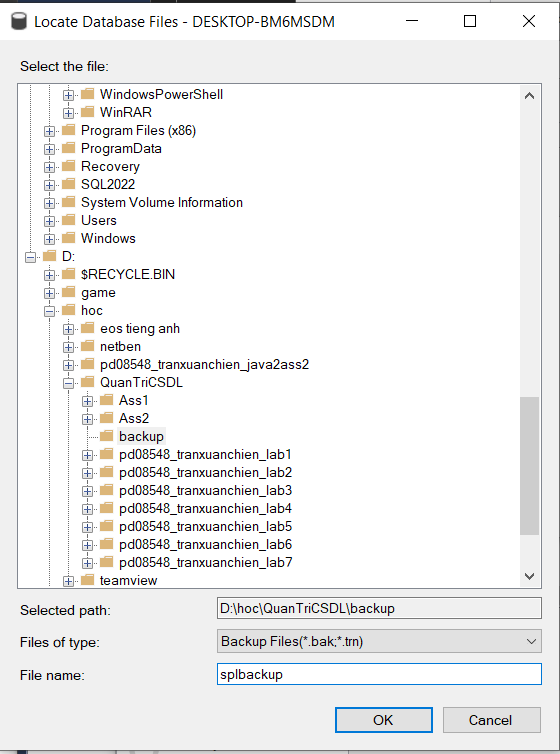 Locate Database Files - DESKTOP-BM6MSDM
Select the file:
WindowsPowerShell
WinRAR
Program Files (x86)
ProgramData
Recovery
SQL2022
System Volume Information
Users
Windows
D:
$RECYCLE.BIN
game
hoc
eos tieng anh
netben
pd08548_tranxuanchien_java2ass2
QuanTriCSDL
Ass1
Ass2
backup
pd08548_tranxuanchien_lab1
pd08548_tranxuanchien_lab2
pd08548_tranxuanchien_lab3
pd08548_tranxuanchien_lab4
pd08548_tranxuanchien_lab5
pd08548_tranxuanchien_lab6
pd08548_tranxuanchien_lab7
teamview
Selected path: D:\hoc\QuanTriCSDL\backup
Files of type: Backup Files(*.bak;*.trn)
File name: splbackup
OK Cancel